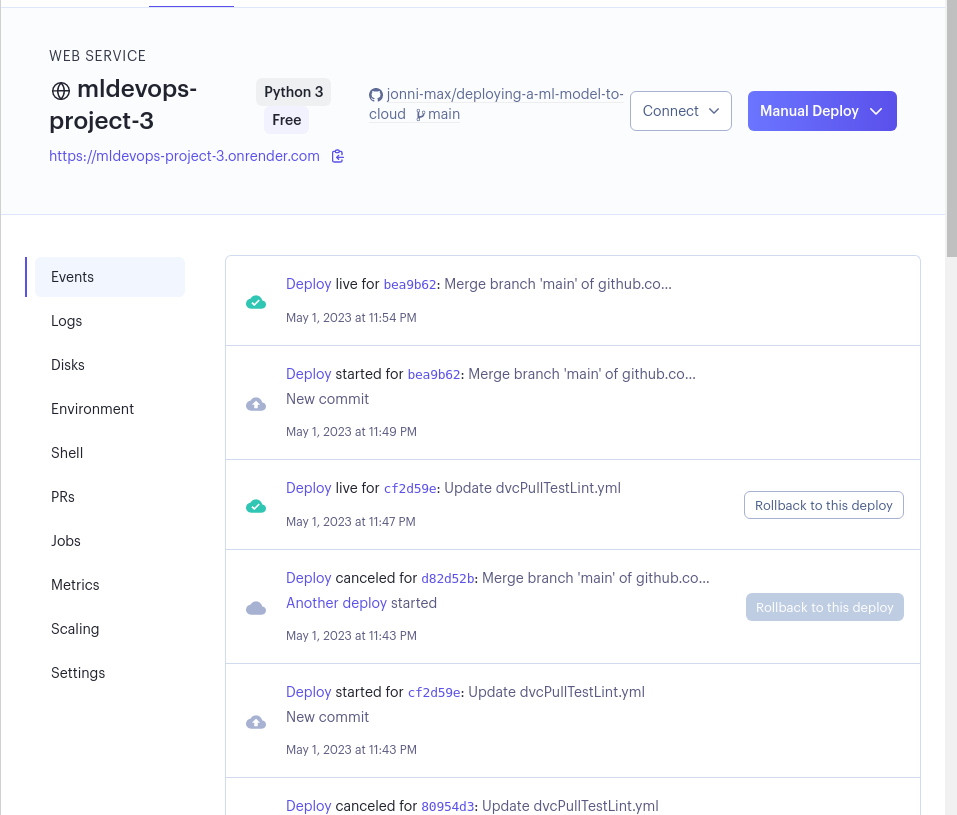 WEB SERVICE
mldevops-
project-3
Python 3
Free
jonni-max/deploying-a-ml-model-to-
cloud main
Connect
Manual Deploy
https://mldevops-project-3.onrender.com
Events
Logs
Disks
Environment
Shell
PRs
Jobs
Metrics
Scaling
Settings
Deploy live for bea9b62: Merge branch 'main' of github.co...
May 1, 2023 at 11:54 PM
Deploy started for bea9b62: Merge branch 'main' of github.co...
New commit
May 1, 2023 at 11:49 PM
Deploy live for cf2d59e: Update dvcPullTestLint.yml
May 1, 2023 at 11:47 PM
Rollback to this deploy
Deploy canceled for d82d52b: Merge branch 'main' of github.co...
Another deploy started
May 1, 2023 at 11:43 PM
Rollback to this deploy
Deploy started for cf2d59e: Update dvcPullTestLint.yml
New commit
May 1, 2023 at 11:43 PM
Deploy canceled for 80954d3: Update dvcPullTestLint.yml